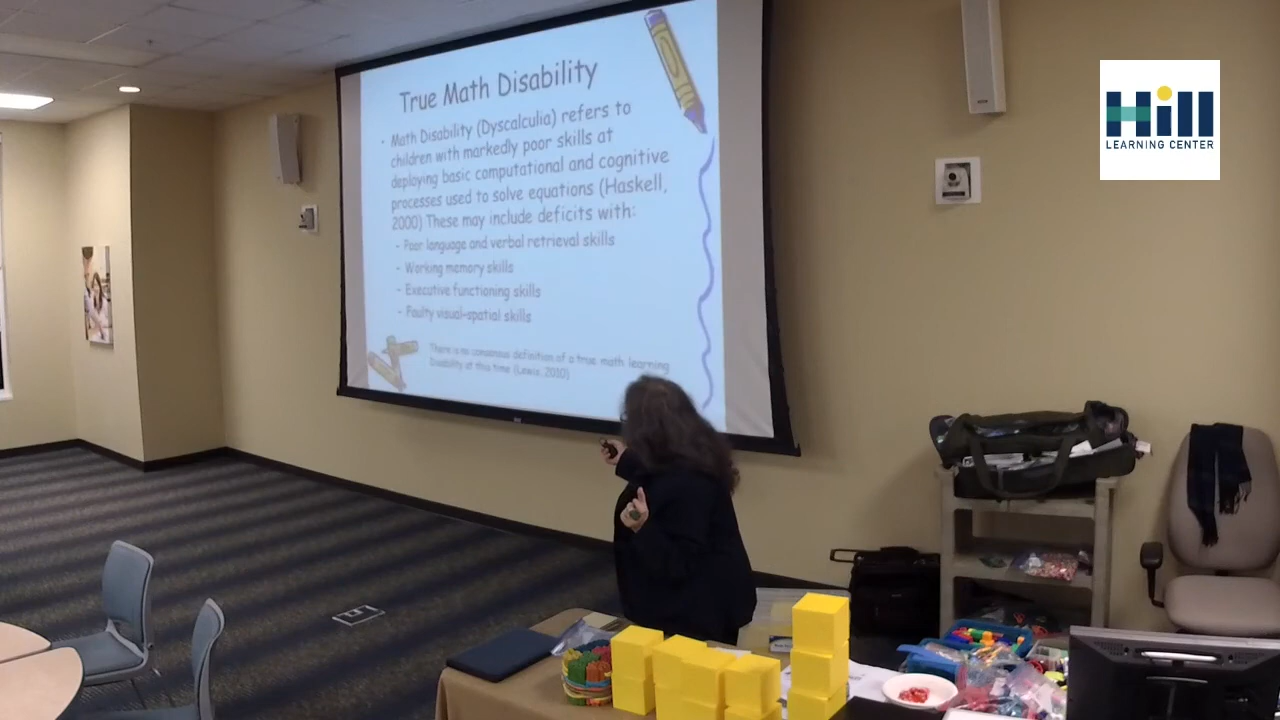 True Math Disability
• Math Disability (Dyscalculia) refers to
children with markedly poor skills at
deploying basic computational and cognitive
processes used to solve equations (Haskell,
2000) These may include deficits with:
- Poor language and verbal retrieval skills
- Working memory skills
- Executive functioning skills
- Faulty visual-spatial skills
There is no consensus definition of a true math learning
Disability at this time (Lewis, 2010)
Hill
LEARNING CENTER